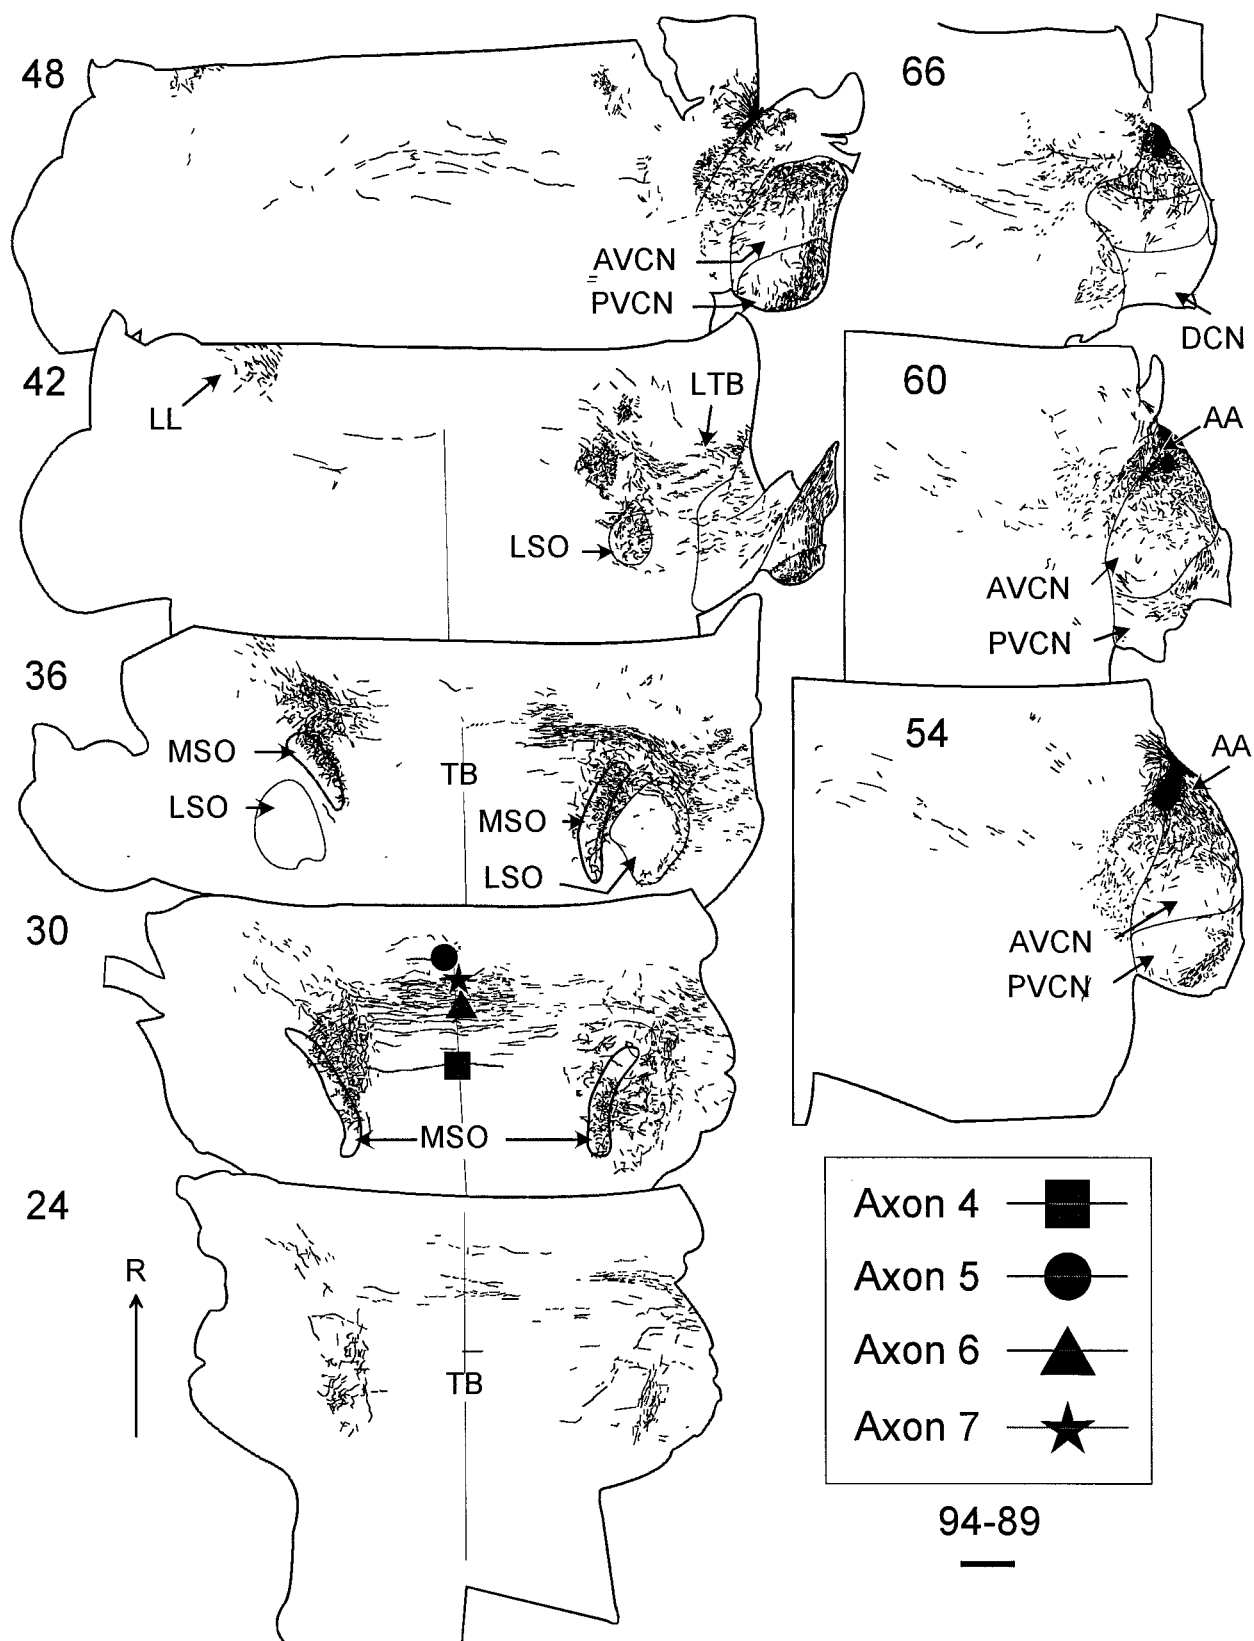 48
AVCN
PVCN
66
DCN
42
LL
LTB
LSO
60
AA
AVCN
PVCN
36
MSO
LSO
TB
MSO
LSO
54
AA
AVCN
PVCN
30
MSO
24
R
TB
Axon 4
Axon 5
Axon 6
Axon 7
94-89